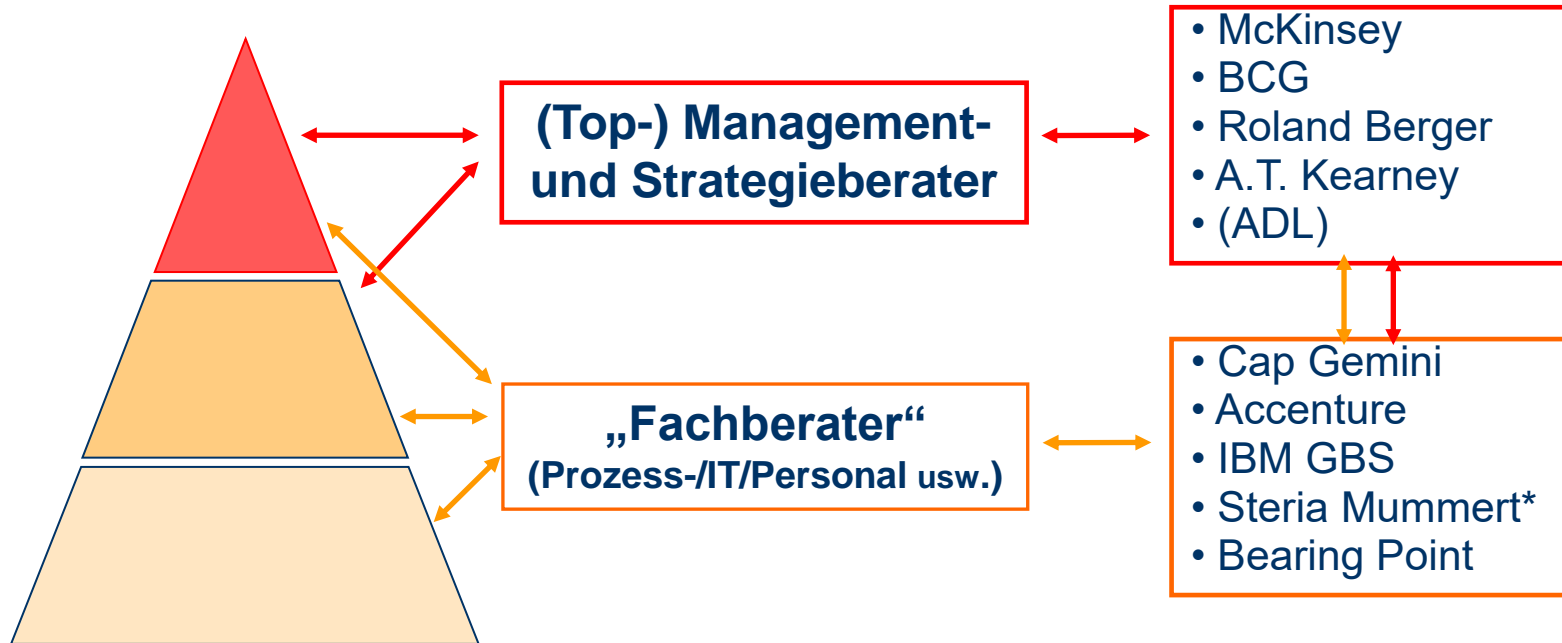 (Top-) Management-
und Strategieberater
• McKinsey
• BCG
• Roland Berger
• A.T. Kearney
• (ADL)
„Fachberater“
(Prozess-/IT/Personal usw.)
• Cap Gemini
• Accenture
• IBM GBS
• Steria Mummert*
• Bearing Point